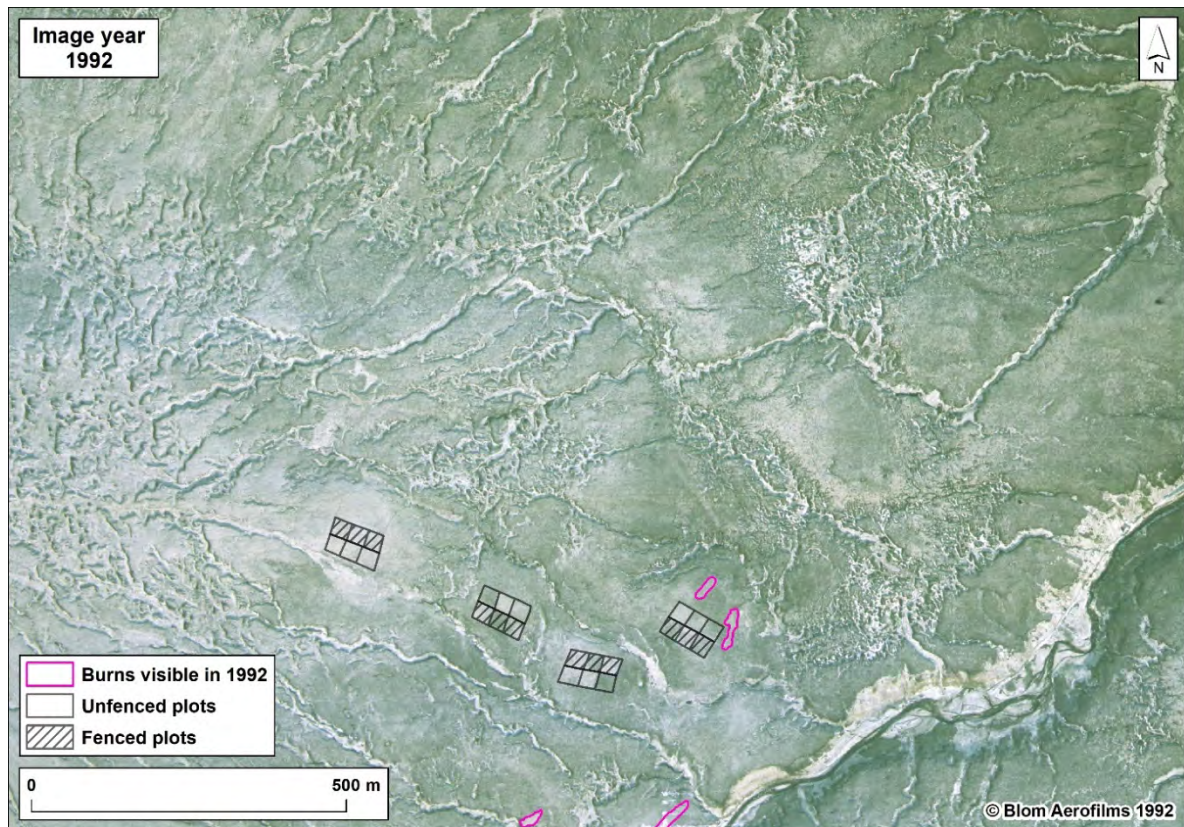 Image year
1992
N
Burns visible in 1992
Unfenced plots
Fenced plots
0 500 m
© Blom Aerofilms 1992